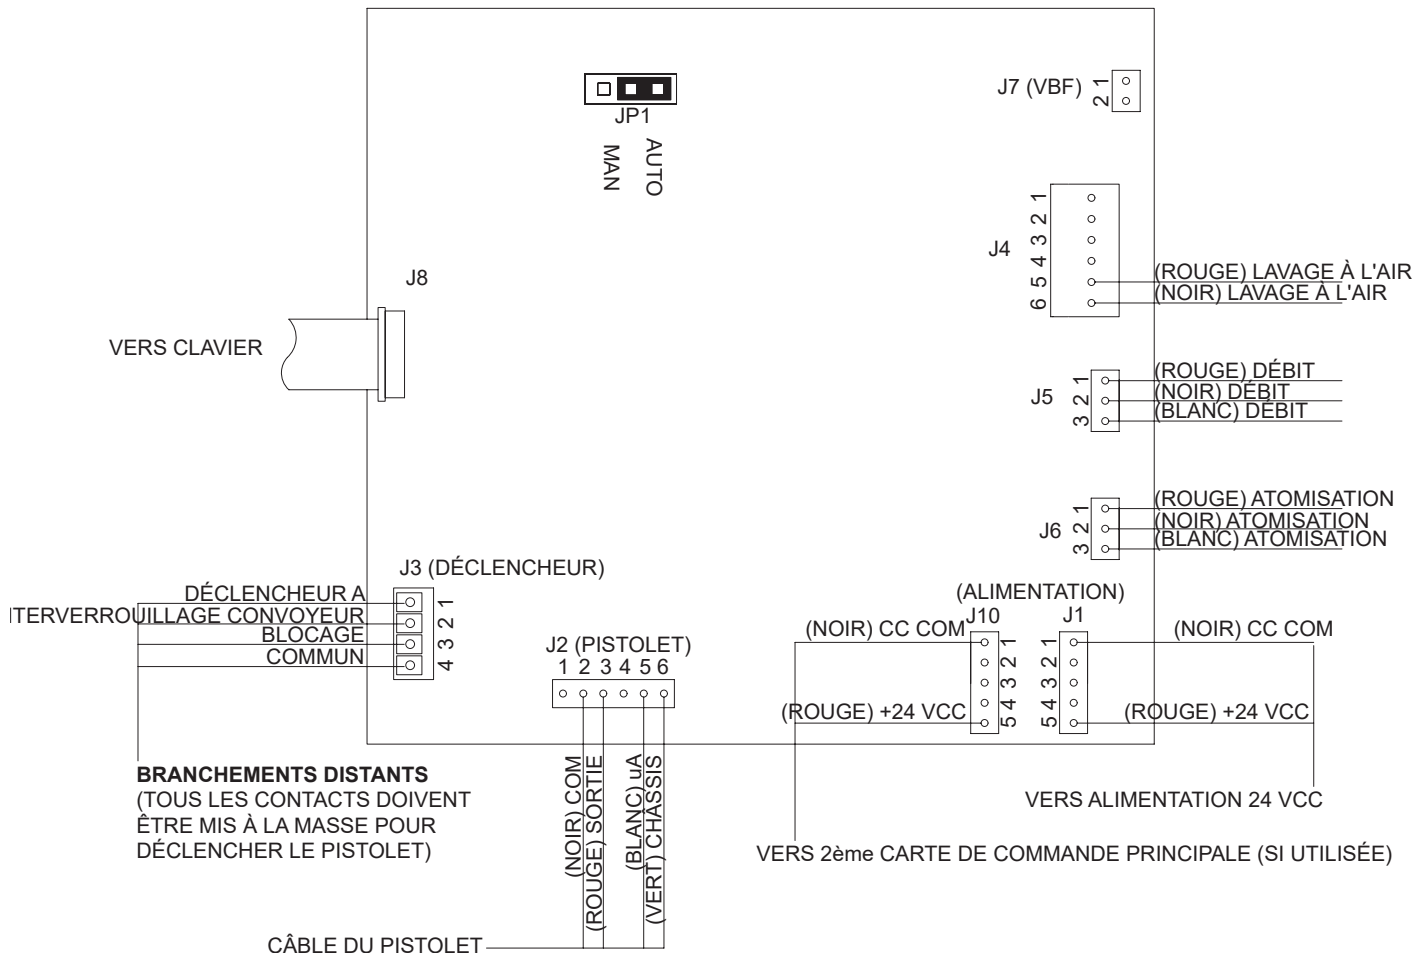 J7 (VBF)
1
2
JP1
MAN
AUTO
J4
1
2
3
4
5
6
(ROUGE) LAVAGE À L'AIR
(NOIR) LAVAGE À L'AIR
J8
VERS CLAVIER
J5
1
2
3
(ROUGE) DÉBIT
(NOIR) DÉBIT
(BLANC) DÉBIT
J6
1
2
3
(ROUGE) ATOMISATION
(NOIR) ATOMISATION
(BLANC) ATOMISATION
J3 (DÉCLENCHEUR)
DÉCLENCHEUR A
NTERVERROUILLAGE CONVOYEUR
BLOCAGE
COMMUN
1
2
3
4
J2 (PISTOLET)
1 2 3 4 5 6
(ALIMENTATION)
J10
J1
(NOIR) CC COM
1
2
3
4
5
1
2
3
4
5
(NOIR) CC COM
(ROUGE) +24 VCC
(ROUGE) +24 VCC
BRANCHEMENTS DISTANTS
(TOUS LES CONTACTS DOIVENT
ÊTRE MIS À LA MASSE POUR
DÉCLENCHER LE PISTOLET)
(NOIR) COM
(ROUGE) SORTIE
(BLANC) uA
(VERT) CHÂSSIS
VERS ALIMENTATION 24 VCC
VERS 2ème CARTE DE COMMANDE PRINCIPALE (SI UTILISÉE)
CÂBLE DU PISTOLET